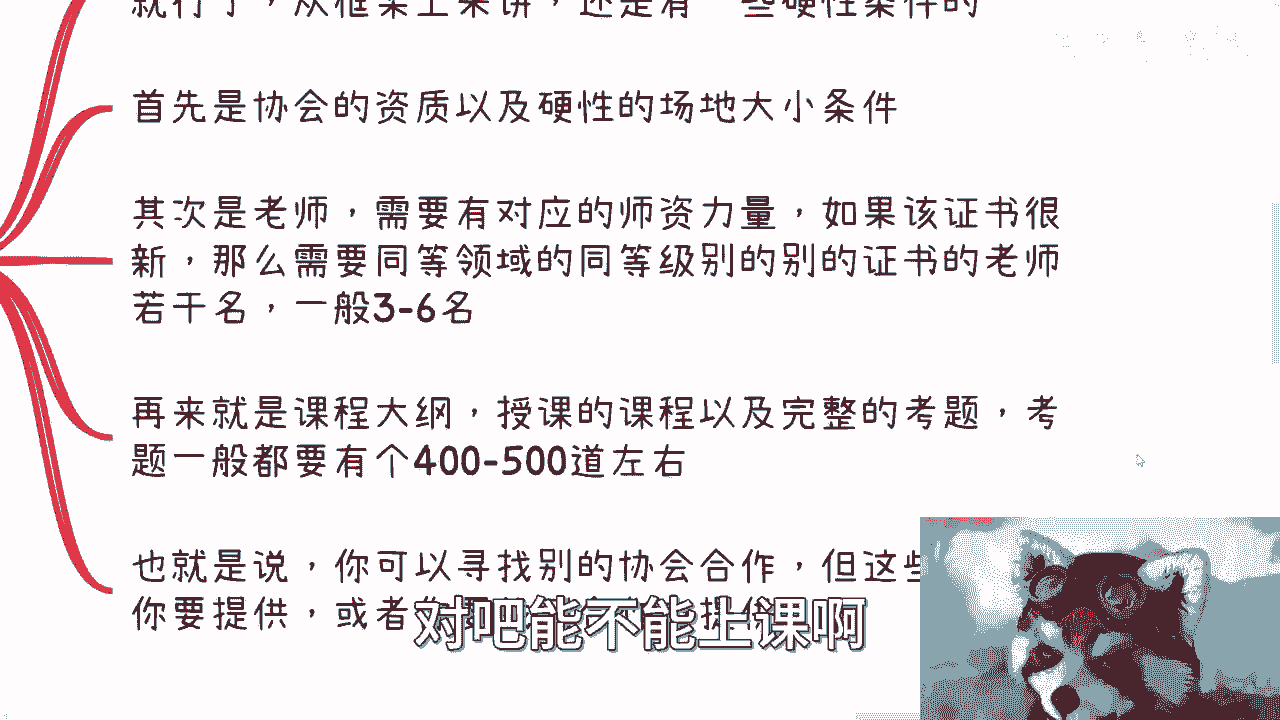 就行了，从框架上来讲，还是有一些硬性条件的
首先是协会的资质以及硬性的场地大小条件
其次是老师，需要有对应的师资力量，如果该证书很
新，那么需要同等领域的同等级别的别的证书的老师
若干名，一般3-6名
再来就是课程大纲，授课的课程以及完整的考题，考
题一般都要有个400-500道左右
也就是说，你可以寻找别的协会合作，但这些
你要提供，或者
对吧能不能上课啊